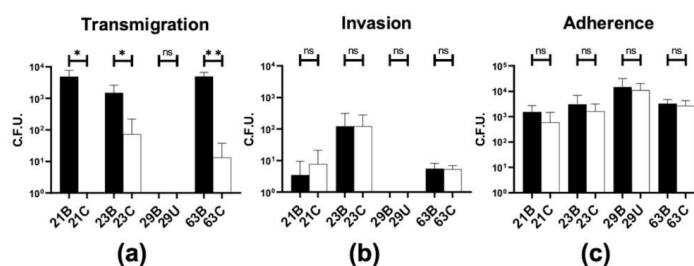 Transmigration
Invasion
Adherence
* * ns **
ns ns ns ns
ns ns ns ns
C.F.U.
10⁴
10³
10²
10¹
10⁰
21B 21C 23B 23C 29B 29U 63B 63C
C.F.U.
10⁵
10⁴
10³
10²
10¹
10⁰
21B 21C 23B 23C 29B 29U 63B 63C
C.F.U.
10⁵
10⁴
10³
10²
10¹
10⁰
21B 21C 23B 23C 29B 29U 63B 63C
(a)
(b)
(c)